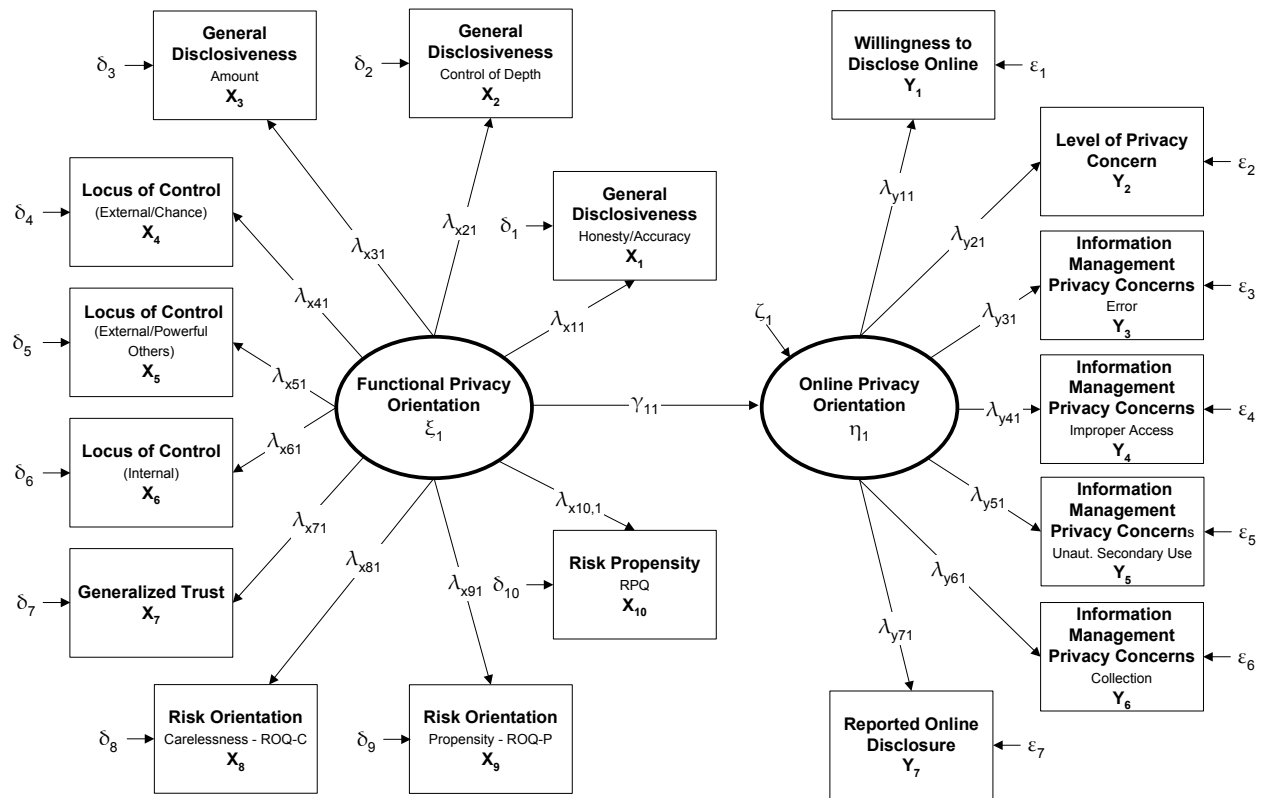 General
Disclosiveness
Amount
X3
δ3
General
Disclosiveness
Control of Depth
X2
δ2
Willingness to
Disclose Online
Y1
ε1
Locus of Control
(External/Chance)
X4
δ4
General
Disclosiveness
Honesty/Accuracy
X1
δ1
Level of Privacy
Concern
Y2
ε2
λx31
λx21
λx41
λx11
λy11
λy21
Locus of Control
(External/Powerful
Others)
X5
δ5
λx51
Information
Management
Privacy Concerns
Error
Y3
ε3
λy31
ζ1
Functional Privacy
Orientation
ξ1
γ11
Online Privacy
Orientation
η1
λy41
Information
Management
Privacy Concerns
Improper Access
Y4
ε4
Locus of Control
(Internal)
X6
δ6
λx61
λx71
λx81
λx91
λx10,1
λy51
λy61
λy71
Information
Management
Privacy Concerns
Unaut. Secondary Use
Y5
ε5
Generalized Trust
X7
δ7
Risk Propensity
RPQ
X10
δ10
Information
Management
Privacy Concerns
Collection
Y6
ε6
Risk Orientation
Carelessness - ROQ-C
X8
δ8
Risk Orientation
Propensity - ROQ-P
X9
δ9
Reported Online
Disclosure
Y7
ε7